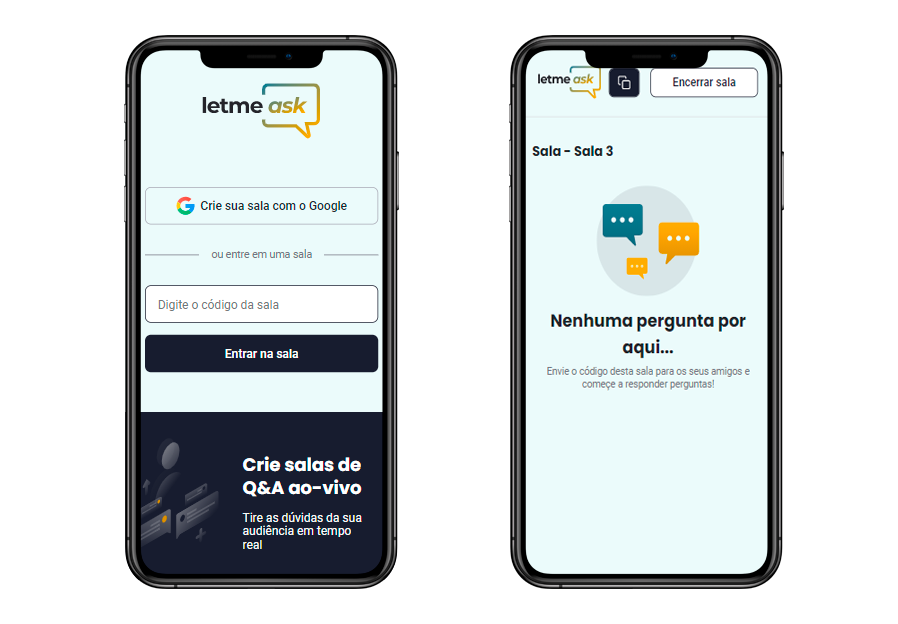 letme ask
Crie sua sala com o Google
ou entre em uma sala
Digite o código da sala
Entrar na sala
Crie salas de
Q&A ao-vivo
Tire as dúvidas da sua
audiência em tempo
real
letme ask
Encerrar sala
Sala - Sala 3
Nenhuma pergunta por
aqui...
Envie o código desta sala para os seus amigos e
começe a responder perguntas!